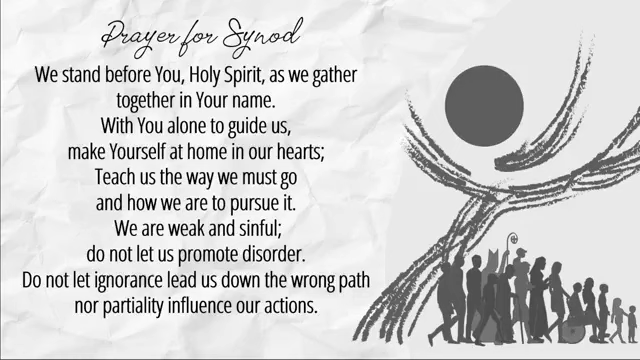 Prayer for Synod
We stand before You, Holy Spirit, as we gather
together in Your name.
With You alone to guide us,
make Yourself at home in our hearts;
Teach us the way we must go
and how we are to pursue it.
We are weak and sinful;
do not let us promote disorder.
Do not let ignorance lead us down the wrong path
nor partiality influence our actions.